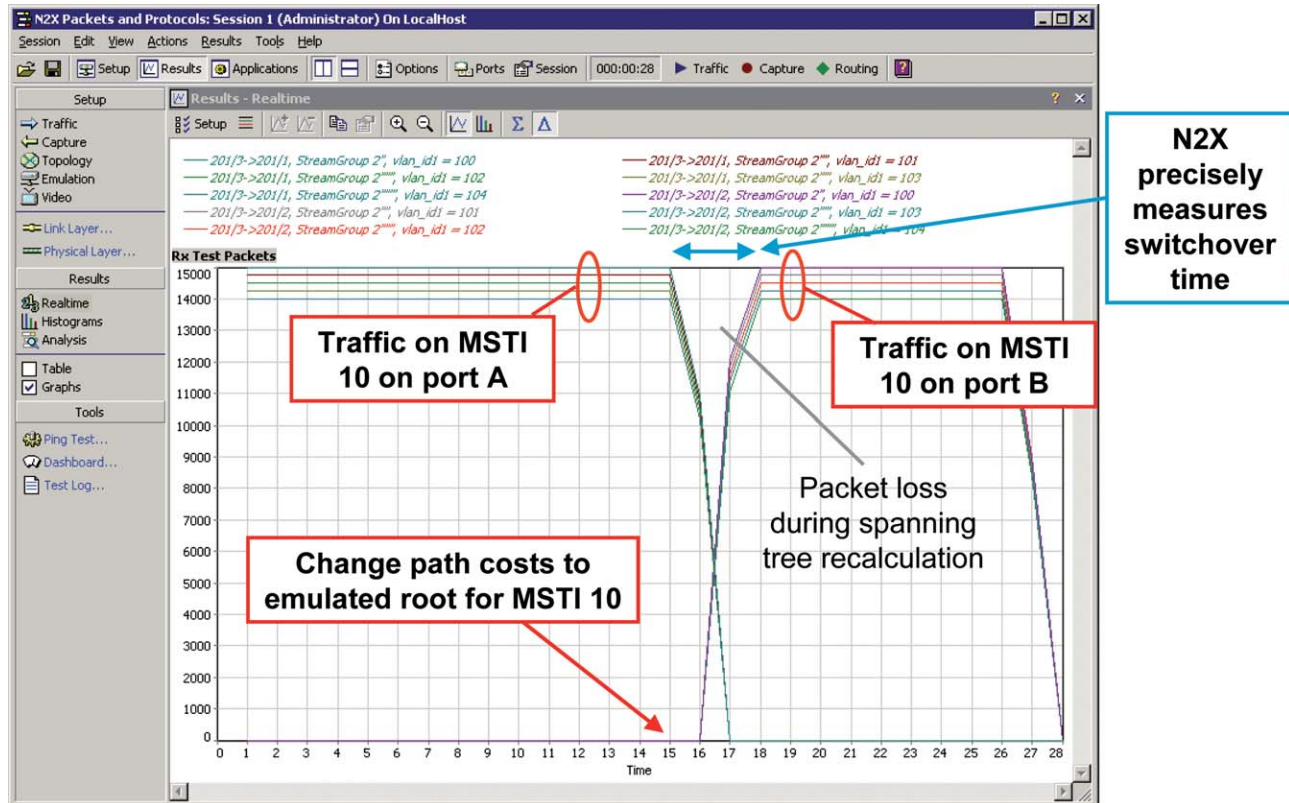 N2X Packets and Protocols: Session 1 (Administrator) On LocalHost
Session Edit View Actions Results Tools Help
Setup Results Applications Options Ports Session 000:00:28 Traffic Capture Routing
Setup
Traffic
Capture
Topology
Emulation
Video
Link Layer...
Physical Layer...
Results
Realtime
Histograms
Analysis
Table
Graphs
Tools
Ping Test...
Dashboard...
Test Log...
Results - Realtime
Setup
201/3->201/1, StreamGroup 2'', vlan_id1 = 100
201/3->201/1, StreamGroup 2''', vlan_id1 = 101
201/3->201/1, StreamGroup 2'''', vlan_id1 = 102
201/3->201/1, StreamGroup 2''''', vlan_id1 = 103
201/3->201/1, StreamGroup 2'''''', vlan_id1 = 104
201/3->201/2, StreamGroup 2'', vlan_id1 = 100
201/3->201/2, StreamGroup 2''', vlan_id1 = 101
201/3->201/2, StreamGroup 2''''', vlan_id1 = 103
201/3->201/2, StreamGroup 2'''', vlan_id1 = 102
201/3->201/2, StreamGroup 2'''''', vlan_id1 = 104
Rx Test Packets
15000
14000
13000
12000
11000
10000
9000
8000
7000
6000
5000
4000
3000
2000
1000
0
0 1 2 3 4 5 6 7 8 9 10 11 12 13 14 15 16 17 18 19 20 21 22 23 24 25 26 27 28
Time
Traffic on MSTI
10 on port A
Traffic on MSTI
10 on port B
Packet loss
during spanning
tree recalculation
Change path costs to
emulated root for MSTI 10
N2X
precisely
measures
switchover
time